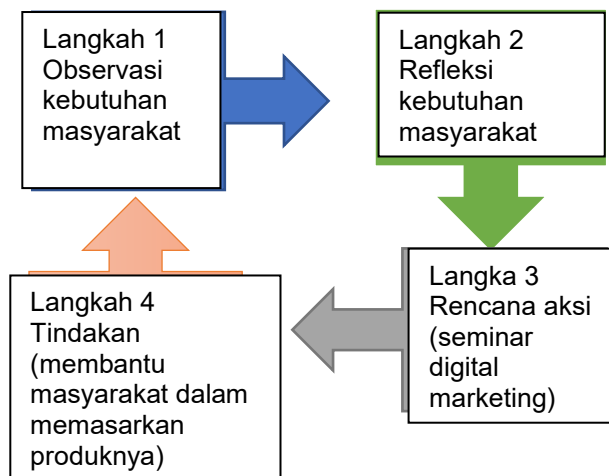 Langkah 1
Observasi
kebutuhan
masyarakat
Langkah 2
Refleksi
kebutuhan
masyarakat
Langka 3
Rencana aksi
(seminar
digital
marketing)
Langkah 4
Tindakan
(membantu
masyarakat dalam
memasarkan
produknya)